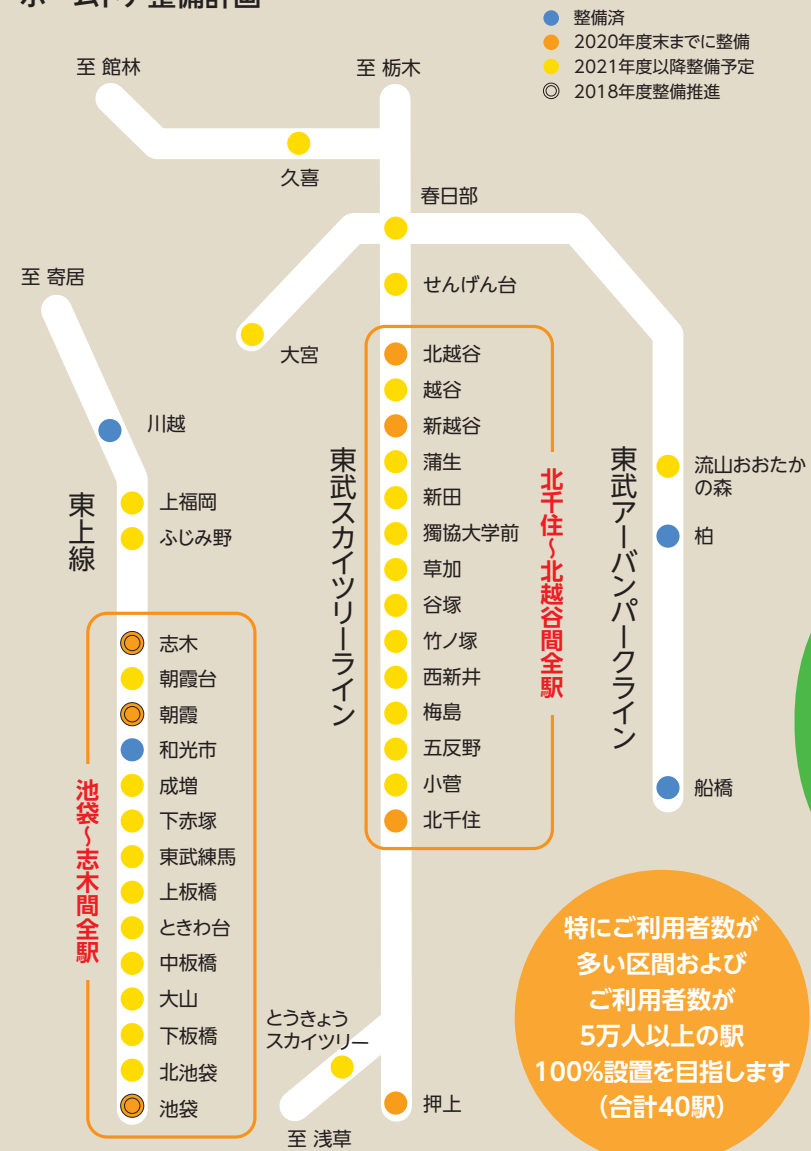 整備済
2020年度末までに整備
2021年度以降整備予定
2018年度整備推進
至 館林
至 栃木
久喜
春日部
せんげん台
大宮
至 寄居
川越
上福岡
ふじみ野
東上線
志木
朝霞台
朝霞
和光市
成増
下赤塚
東武練馬
上板橋
ときわ台
中板橋
大山
下板橋
北池袋
池袋
池袋～志木間全駅
東武スカイツリーライン
北越谷
越谷
新越谷
蒲生
新田
獨協大学前
草加
谷塚
竹ノ塚
西新井
梅島
五反野
小菅
北千住
北千住～北越谷間全駅
とうきょう
スカイツリー
押上
至 浅草
東武アーバンパークライン
流山おおたか
の森
柏
船橋
特にご利用者数が
多い区間および
ご利用者数が
5万人以上の駅
100%設置を目指します
（合計40駅）